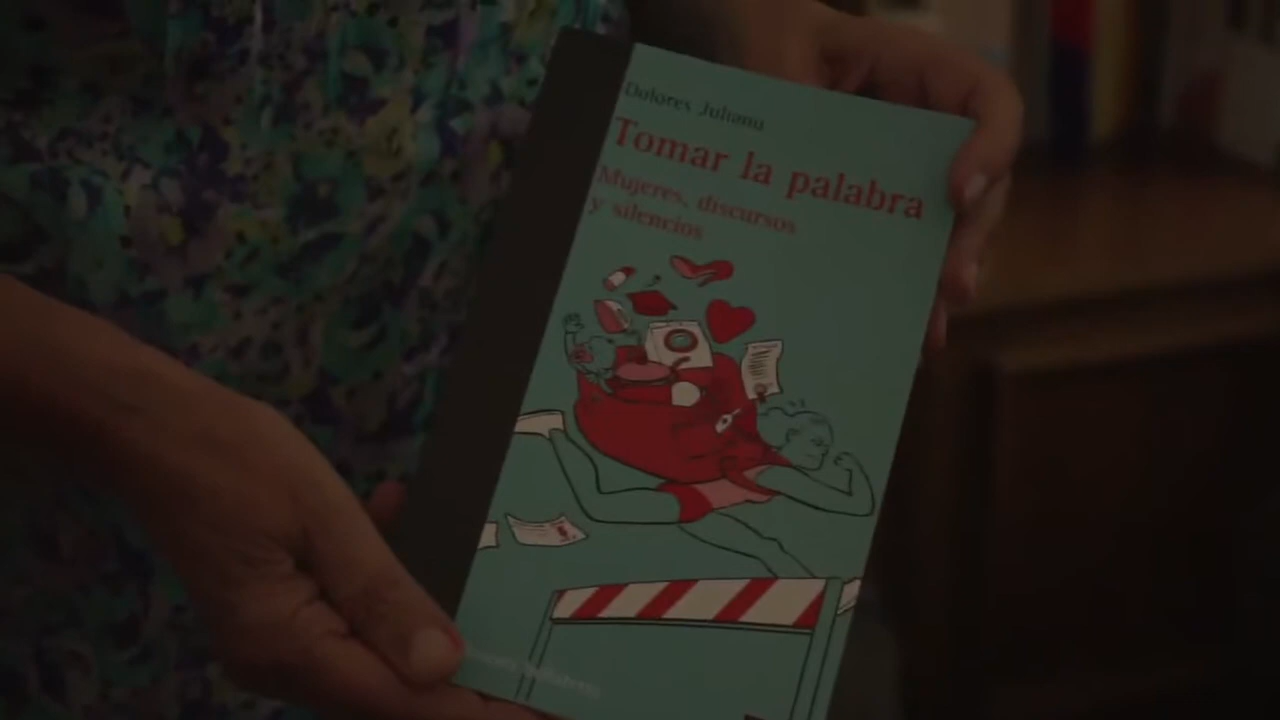 Dolores Juliano
Tomar la palabra
Mujeres, discursos
y silencios